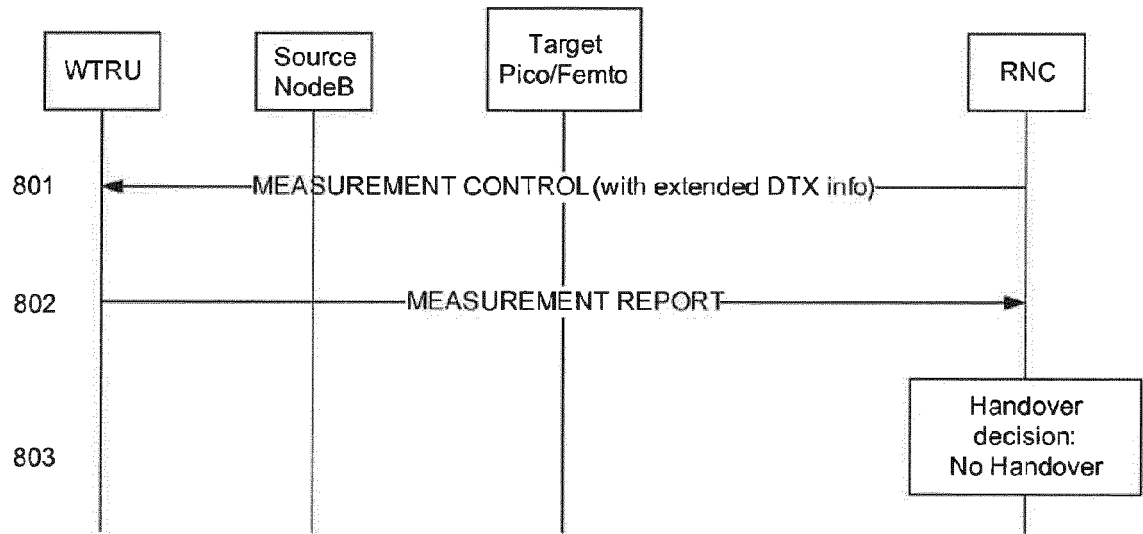 WTRU
Source
NodeB
Target
Pico/Femto
RNC
801
MEASUREMENT CONTROL(with extended DTX info)
802
MEASUREMENT REPORT
803
Handover
decision:
No Handover